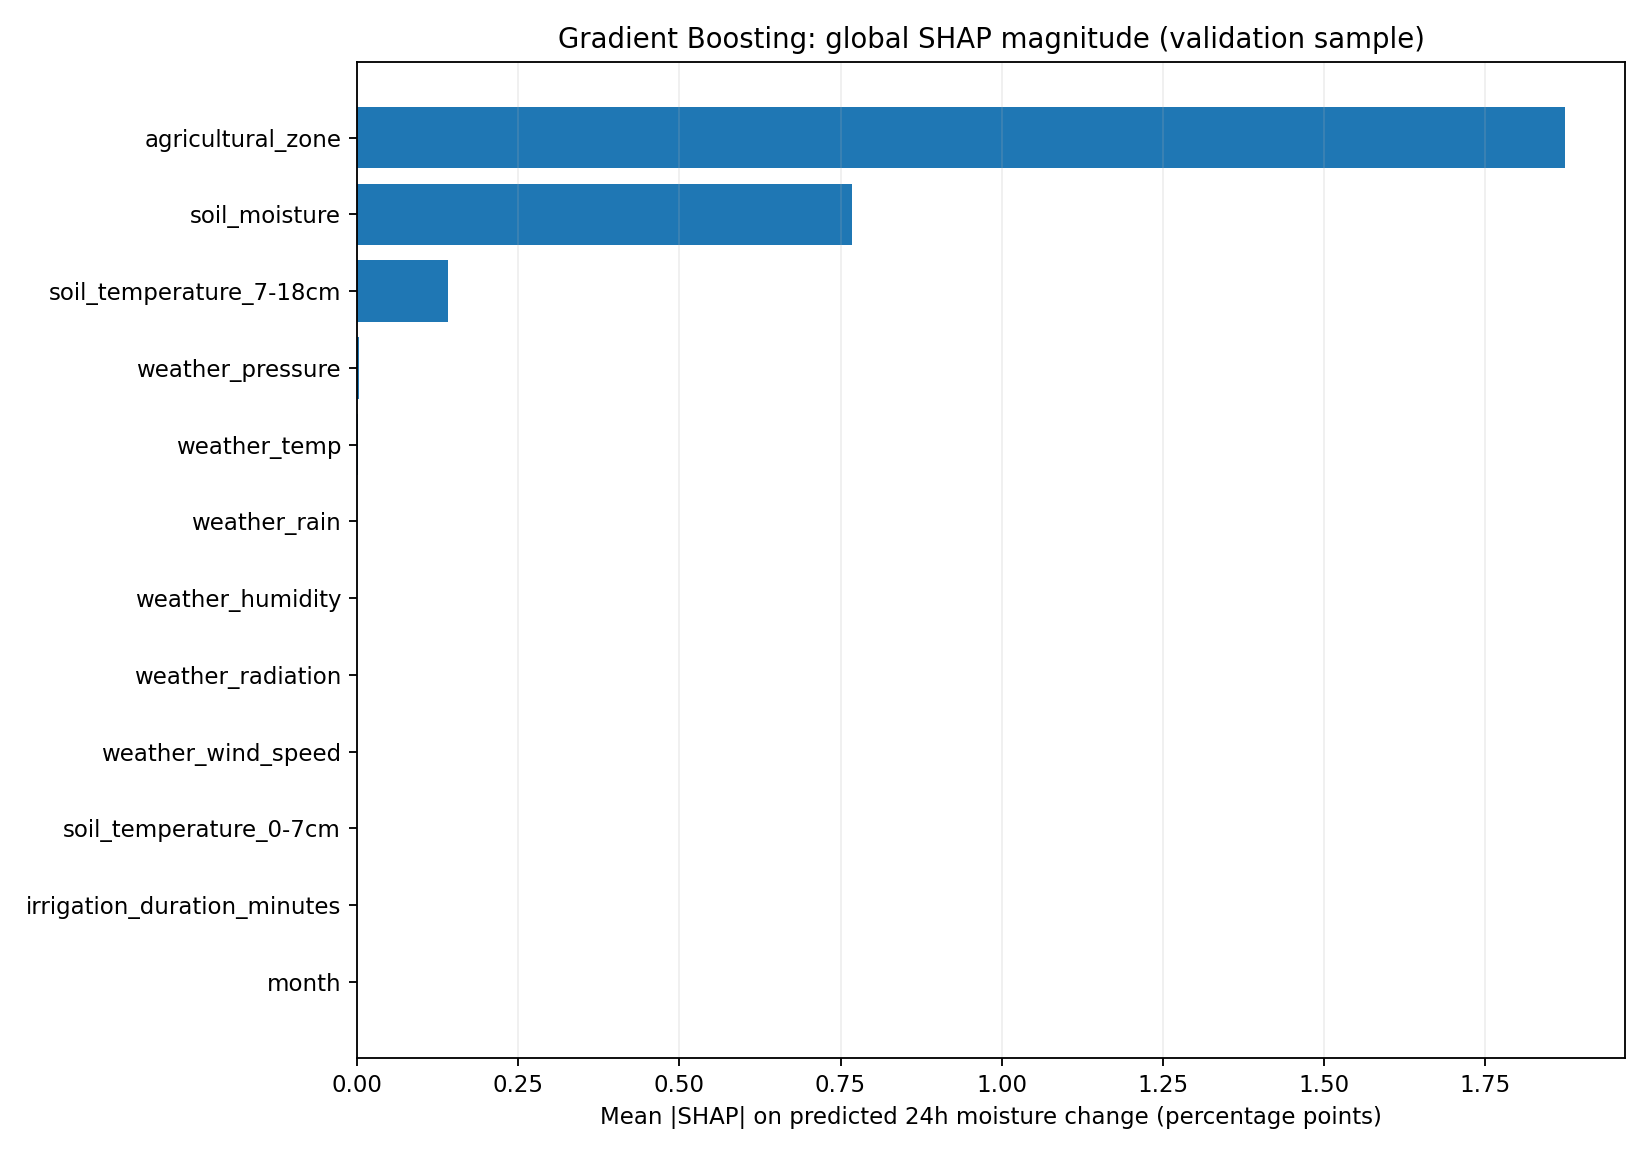 Gradient Boosting: global SHAP magnitude (validation sample)
agricultural_zone
soil_moisture
soil_temperature_7-18cm
weather_pressure
weather_temp
weather_rain
weather_humidity
weather_radiation
weather_wind_speed
soil_temperature_0-7cm
irrigation_duration_minutes
month
0.00 0.25 0.50 0.75 1.00 1.25 1.50 1.75
Mean |SHAP| on predicted 24h moisture change (percentage points)